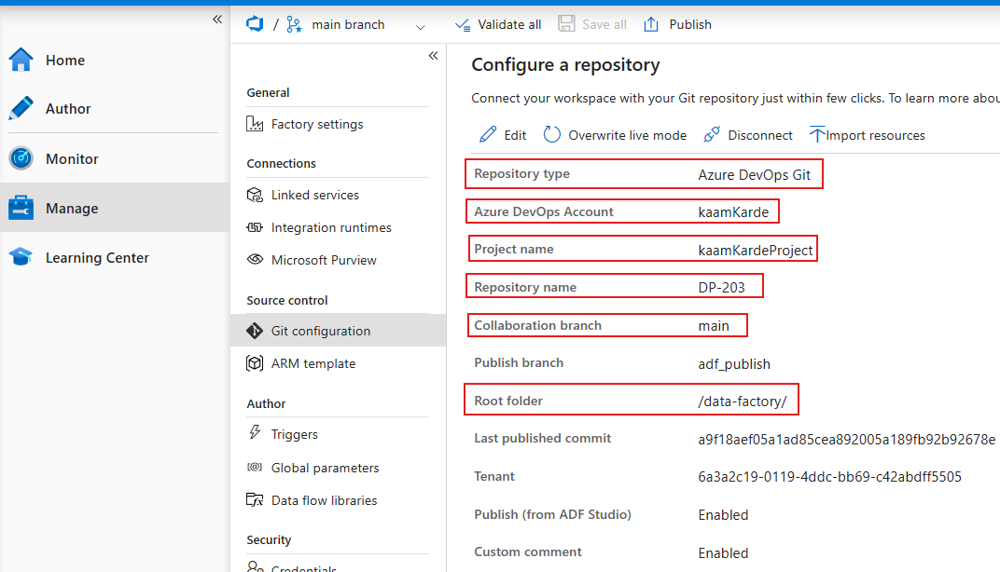 «
Home
Author
Monitor
Manage
Learning Center
/ main branch
Validate all
Save all
Publish
«
General
Factory settings
Connections
Linked services
Integration runtimes
Microsoft Purview
Source control
Git configuration
ARM template
Author
Triggers
Global parameters
Data flow libraries
Security
Credentials
Configure a repository
Connect your workspace with your Git repository just within few clicks. To learn more abou
Edit Overwrite live mode Disconnect Import resources
Repository type Azure DevOps Git
Azure DevOps Account kaamKarde
Project name kaamKardeProject
Repository name DP-203
Collaboration branch main
Publish branch adf_publish
Root folder /data-factory/
Last published commit a9f18aef05a1ad85cea892005a189fb92b92678e
Tenant 6a3a2c19-0119-4ddc-bb69-c42abdff5505
Publish (from ADF Studio) Enabled
Custom comment Enabled